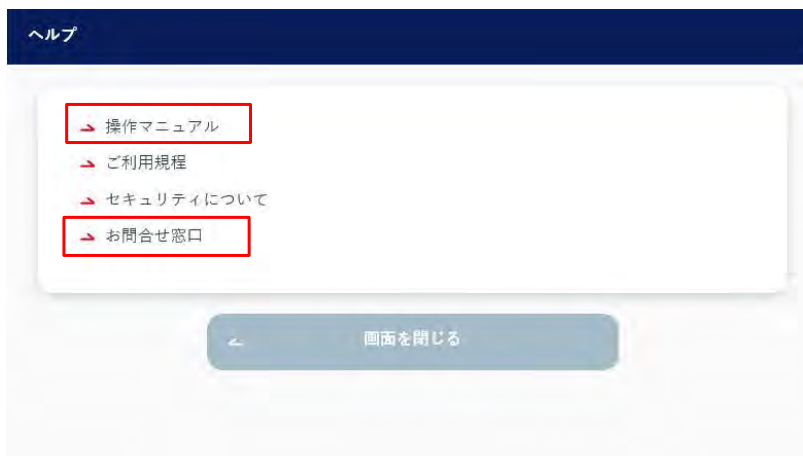 ヘルプ
操作マニュアル
ご利用規程
セキュリティについて
お問合せ窓口
画面を閉じる